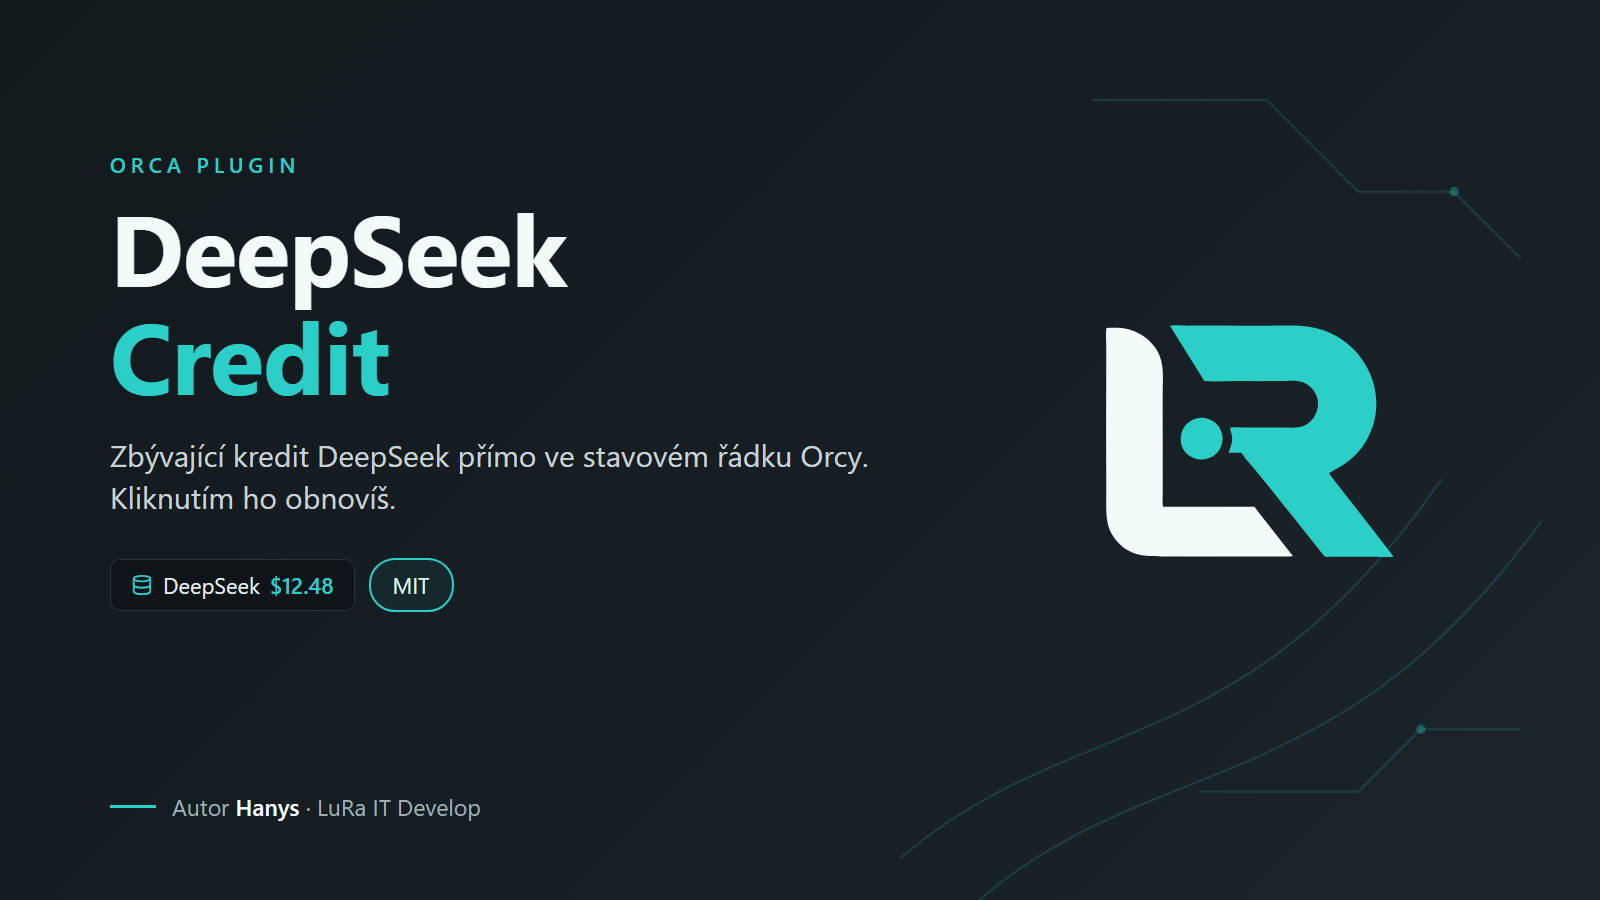 ORCA PLUGIN
DeepSeek
Credit
Zbývající kredit DeepSeek přímo ve stavovém řádku Orcy.
Kliknutím ho obnovíš.
DeepSeek $12.48
MIT
LR
Autor Hanys · LuRa IT Develop